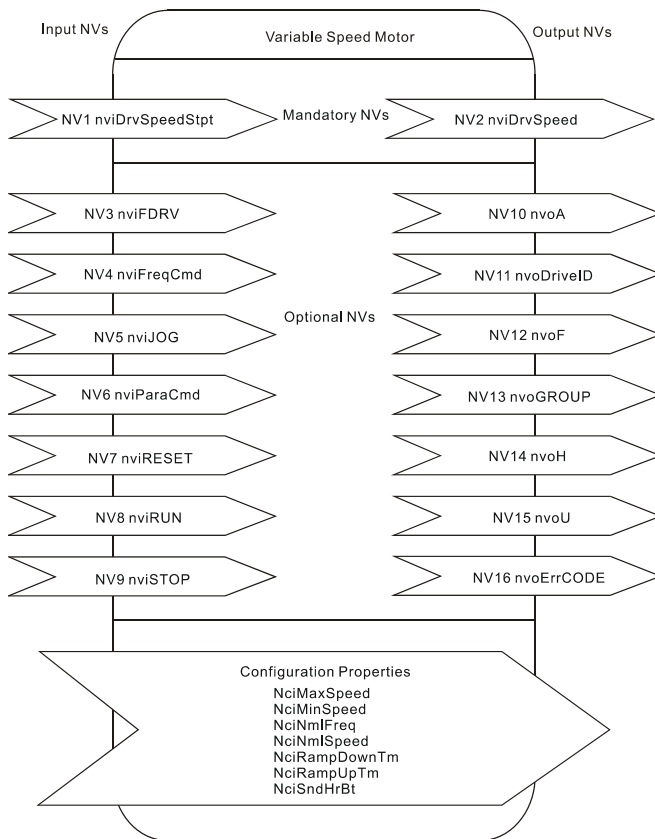 Input NVs
Variable Speed Motor
Output NVs
NV1 nviDrvSpeedStpt
Mandatory NVs
NV2 nviDrvSpeed
NV3 nviFDRV
NV10 nvoA
NV4 nviFreqCmd
NV11 nvoDriveID
NV5 nviJOG
Optional NVs
NV12 nvoF
NV6 nviParaCmd
NV13 nvoGROUP
NV7 nviRESET
NV14 nvoH
NV8 nviRUN
NV15 nvoU
NV9 nviSTOP
NV16 nvoErrCODE
Configuration Properties
NciMaxSpeed
NciMinSpeed
NciNmlFreq
NciNmlSpeed
NciRampDownTm
NciRampUpTm
NciSndHrBt